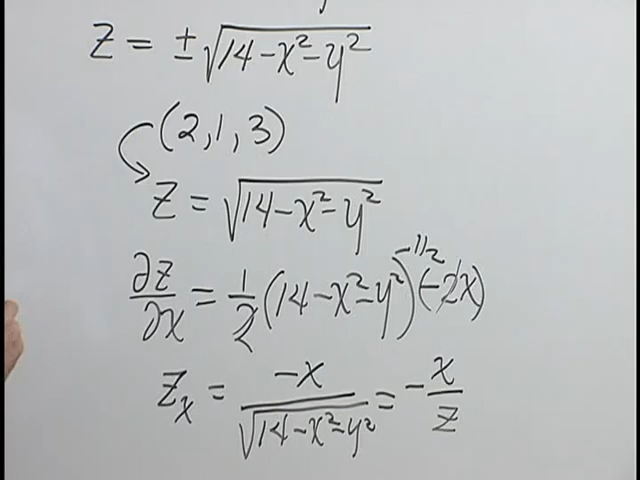 Z = ±√(14-x²-y²)
(2,1,3)
Z = √(14-x²-y²)
∂z/∂x = 1/2 (14-x²-y²)^(-1/2) (-2x)
Z_x = -x/√(14-x²-y²) = -x/z